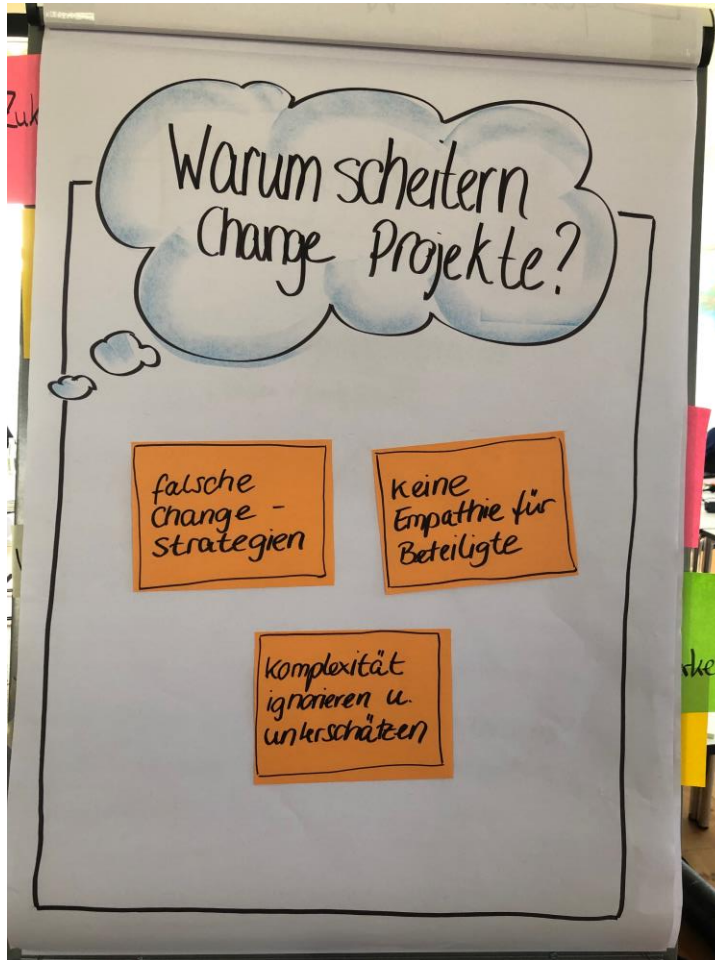 Warum scheitern
Change Projekte?
falsche
Change -
strategien
Keine
Empathie für
Beteiligte
Komplexität
ignorieren u.
unterschätzen